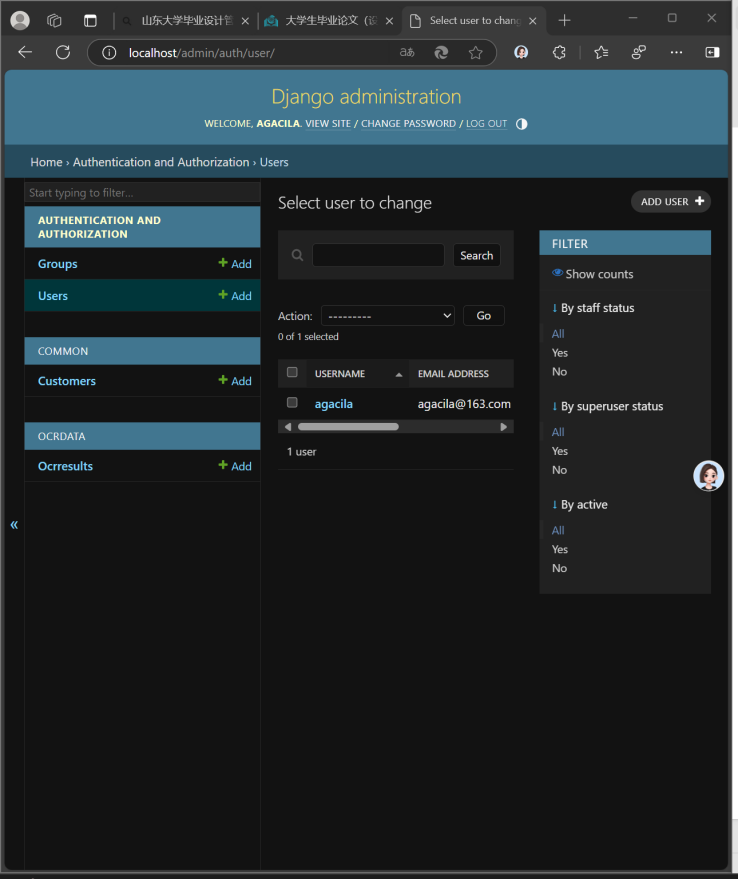 山东大学毕业设计管
大学生毕业论文（设
Select user to chang
localhost/admin/auth/user/
Django administration
WELCOME, AGACILA. VIEW SITE / CHANGE PASSWORD / LOG OUT
Home › Authentication and Authorization › Users
Start typing to filter...
AUTHENTICATION AND
AUTHORIZATION
Groups + Add
Users + Add
COMMON
Customers + Add
OCRDATA
Ocrresults + Add
«
Select user to change
ADD USER +
Search
Action: --------- Go
0 of 1 selected
USERNAME EMAIL ADDRESS
agacila agacila@163.com
1 user
FILTER
Show counts
↓ By staff status
All
Yes
No
↓ By superuser status
All
Yes
No
↓ By active
All
Yes
No